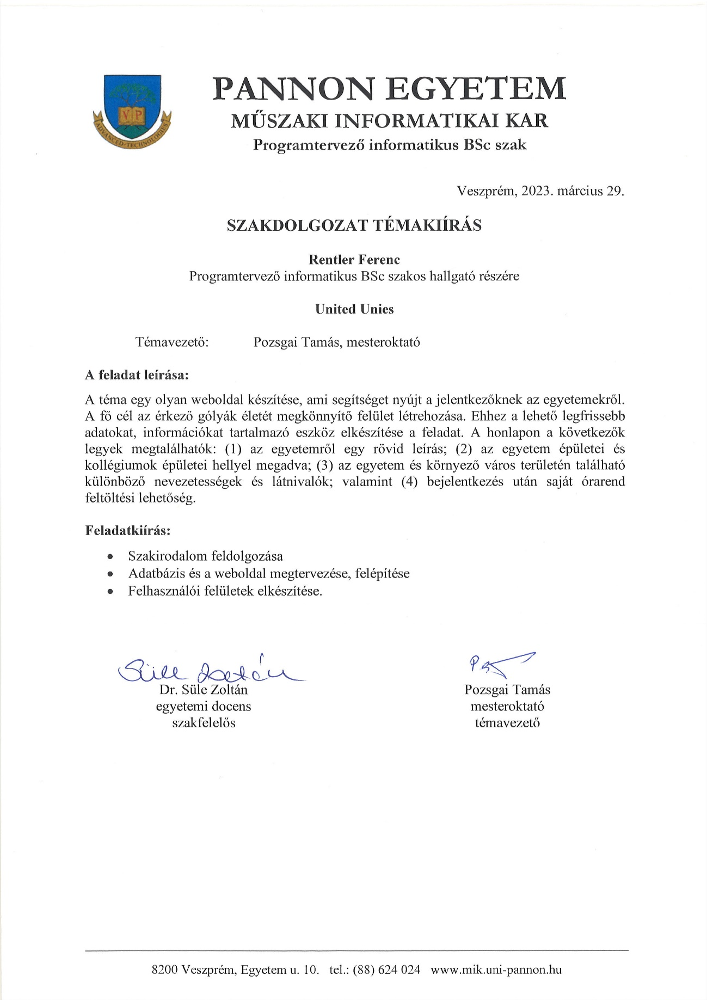 PANNON EGYETEM
MŰSZAKI INFORMATIKAI KAR
Programtervező informatikus BSc szak
V P
ADVANCED-TECHNOLOGIES
Veszprém, 2023. március 29.
SZAKDOLGOZAT TÉMAKIÍRÁS
Rentler Ferenc
Programtervező informatikus BSc szakos hallgató részére
United Unies
Témavezető: Pozsgai Tamás, mesteroktató
A feladat leírása:
A téma egy olyan weboldal készítése, ami segítséget nyújt a jelentkezőknek az egyetemekről.
A fő cél az érkező gólyák életét megkönnyítő felület létrehozása. Ehhez a lehető legfrissebb
adatokat, információkat tartalmazó eszköz elkészítése a feladat. A honlapon a következők
legyek megtalálhatók: (1) az egyetemről egy rövid leírás; (2) az egyetem épületei és
kollégiumok épületei hellyel megadva; (3) az egyetem és környező város területén található
különböző nevezetességek és látnivalók; valamint (4) bejelentkezés után saját órarend
feltöltési lehetőség.
Feladatkiírás:
• Szakirodalom feldolgozása
• Adatbázis és a weboldal megtervezése, felépítése
• Felhasználói felületek elkészítése.
Süle Zoltán
Dr. Süle Zoltán
egyetemi docens
szakfelelős
Pozsgai Tamás
mesteroktató
témavezető
8200 Veszprém, Egyetem u. 10. tel.: (88) 624 024 www.mik.uni-pannon.hu